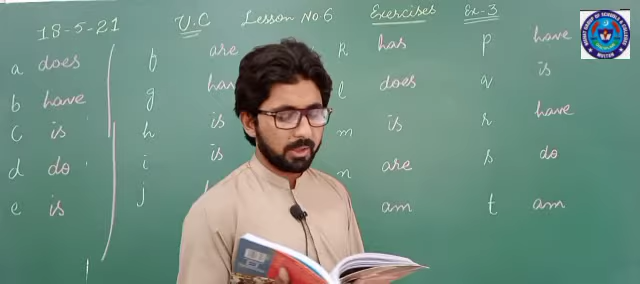 18-5-21 U.C Lesson No.6 Exercises Ex-3
a does f are k has p have
b have g l does q is
c is h is m is r have
d do i is n are s do
e is j am t am